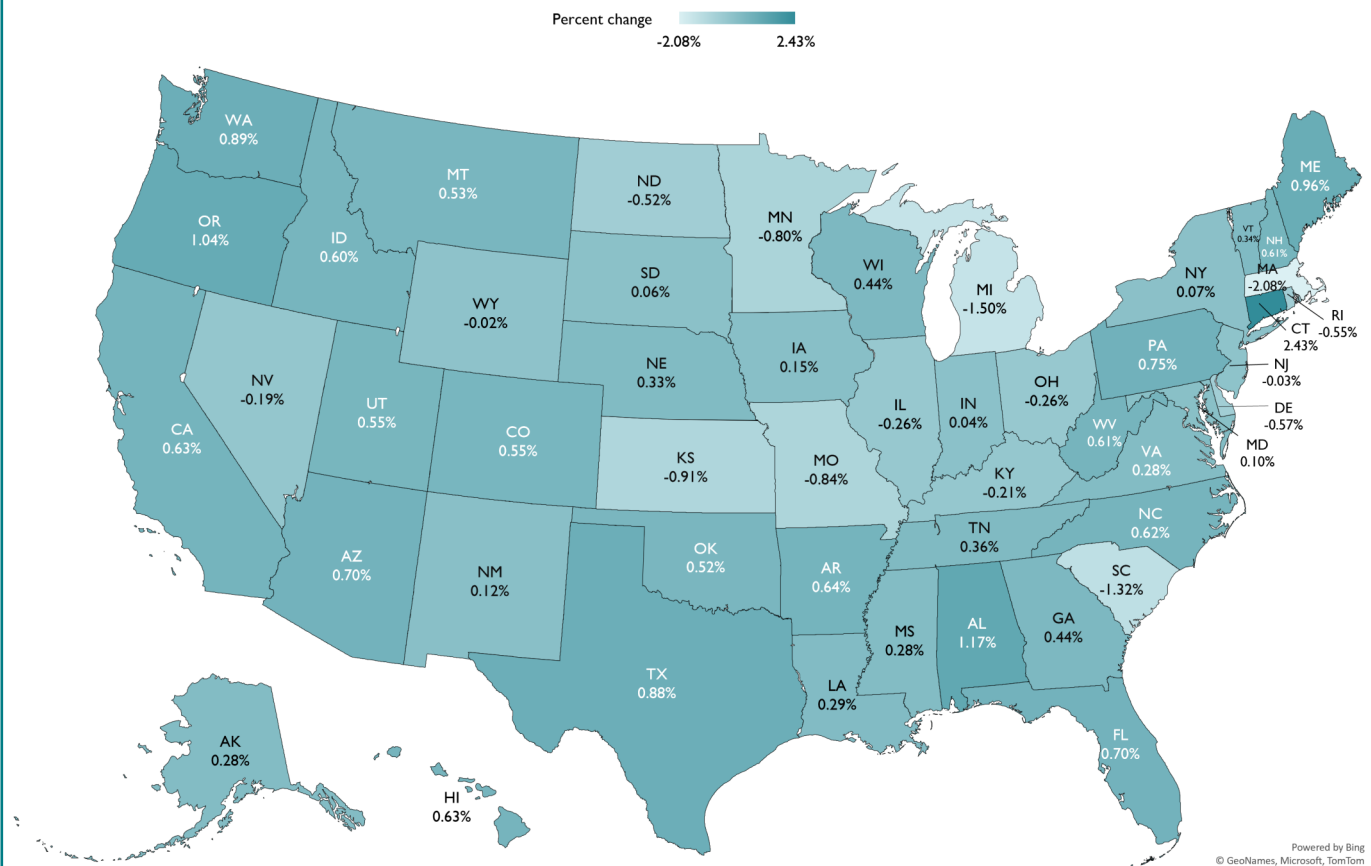 Percent change
-2.08%
2.43%
WA
0.89%
OR
1.04%
CA
0.63%
ID
0.60%
NV
-0.19%
MT
0.53%
WY
-0.02%
UT
0.55%
AZ
0.70%
CO
0.55%
NM
0.12%
ND
-0.52%
SD
0.06%
NE
0.33%
KS
-0.91%
OK
0.52%
TX
0.88%
MN
-0.80%
IA
0.15%
MO
-0.84%
AR
0.64%
LA
0.29%
WI
0.44%
IL
-0.26%
MI
-1.50%
IN
0.04%
OH
-0.26%
KY
-0.21%
TN
0.36%
MS
0.28%
AL
1.17%
GA
0.44%
FL
0.70%
SC
-1.32%
NC
0.62%
VA
0.28%
WV
0.61%
PA
0.75%
NY
0.07%
VT
0.34%
NH
0.61%
ME
0.96%
MA
-2.08%
RI
-0.55%
CT
2.43%
NJ
-0.03%
DE
-0.57%
MD
0.10%
AK
0.28%
HI
0.63%
Powered by Bing
© GeoNames, Microsoft, TomTom